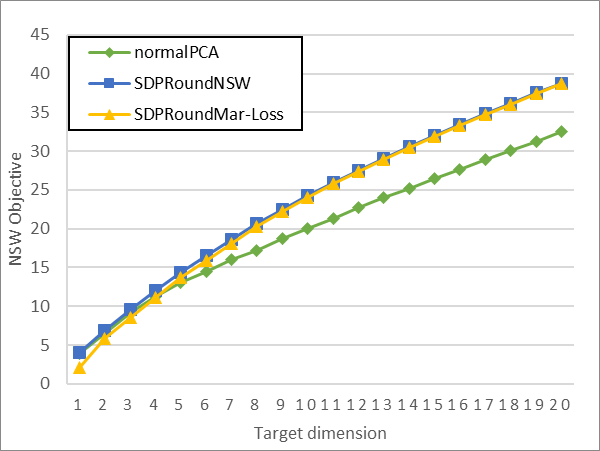 45
40
35
30
25
20
15
10
5
0
NSW Objective
normalPCA
SDPRoundNSW
SDPRoundMar-Loss
1 2 3 4 5 6 7 8 9 10 11 12 13 14 15 16 17 18 19 20
Target dimension